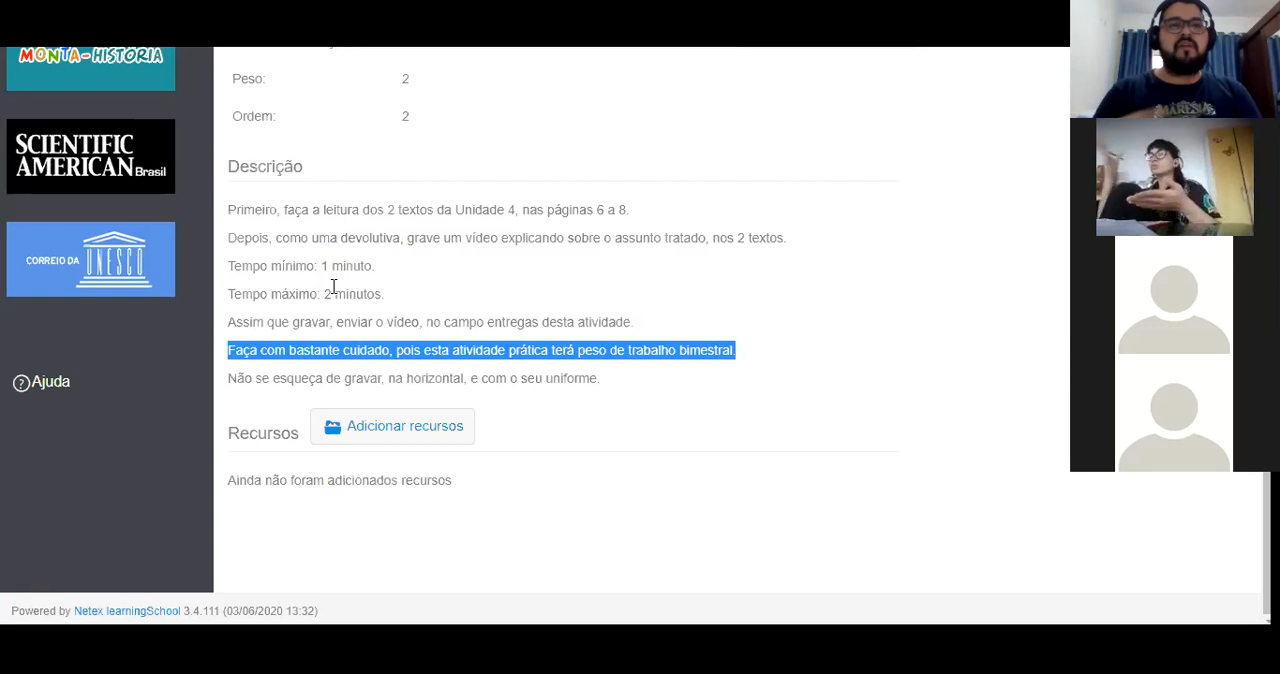 MONTA-HISTÓRIA
SCIENTIFIC
AMERICAN Brasil
CORREIO DA UNESCO
Ajuda
Peso: 2
Ordem: 2
Descrição
Primeiro, faça a leitura dos 2 textos da Unidade 4, nas páginas 6 a 8.
Depois, como uma devolutiva, grave um vídeo explicando sobre o assunto tratado, nos 2 textos.
Tempo mínimo: 1 minuto.
Tempo máximo: 2 minutos.
Assim que gravar, enviar o vídeo, no campo entregas desta atividade.
Faça com bastante cuidado, pois esta atividade prática terá peso de trabalho bimestral.
Não se esqueça de gravar, na horizontal, e com o seu uniforme.
Recursos
Adicionar recursos
Ainda não foram adicionados recursos
Powered by Netex learningSchool 3.4.111 (03/06/2020 13:32)
MARESIA